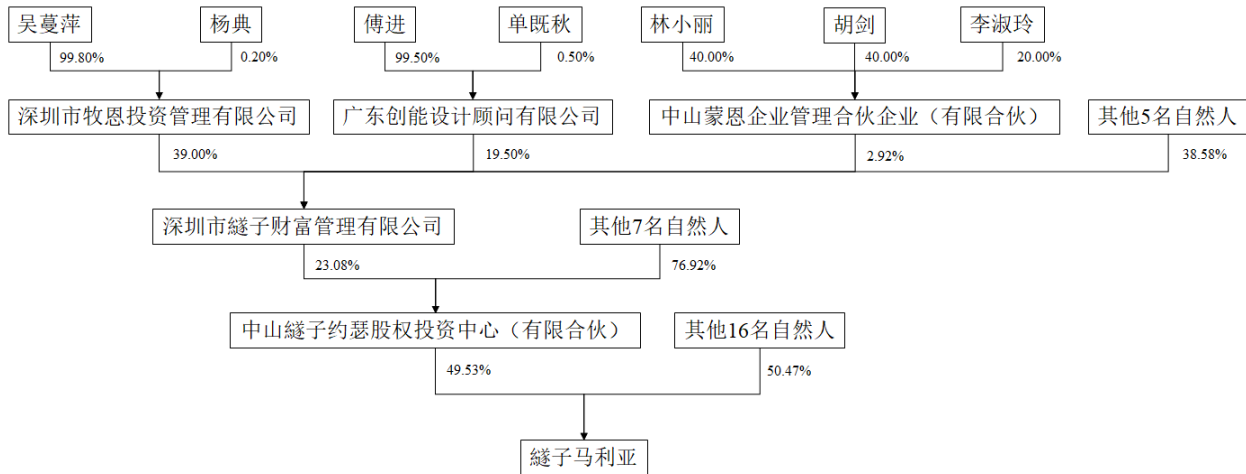 吴蔓萍
杨典
傅进
单既秋
林小丽
胡剑
李淑玲
99.80%
0.20%
99.50%
0.50%
40.00%
40.00%
20.00%
深圳市牧恩投资管理有限公司
广东创能设计顾问有限公司
中山蒙恩企业管理合伙企业（有限合伙）
其他5名自然人
39.00%
19.50%
2.92%
38.58%
深圳市繸子财富管理有限公司
其他7名自然人
23.08%
76.92%
中山繸子约瑟股权投资中心（有限合伙）
其他16名自然人
49.53%
50.47%
繸子马利亚